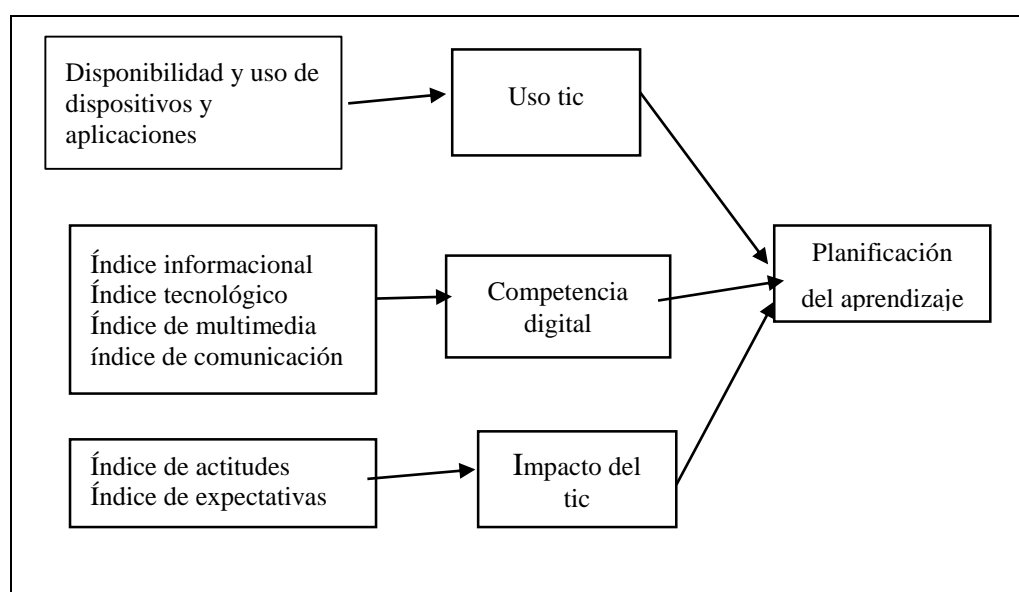 Disponibilidad y uso de
dispositivos y
aplicaciones
Uso tic
Índice informacional
Índice tecnológico
Índice de multimedia
índice de comunicación
Competencia
digital
Planificación
del aprendizaje
Índice de actitudes
Índice de expectativas
Impacto del
tic